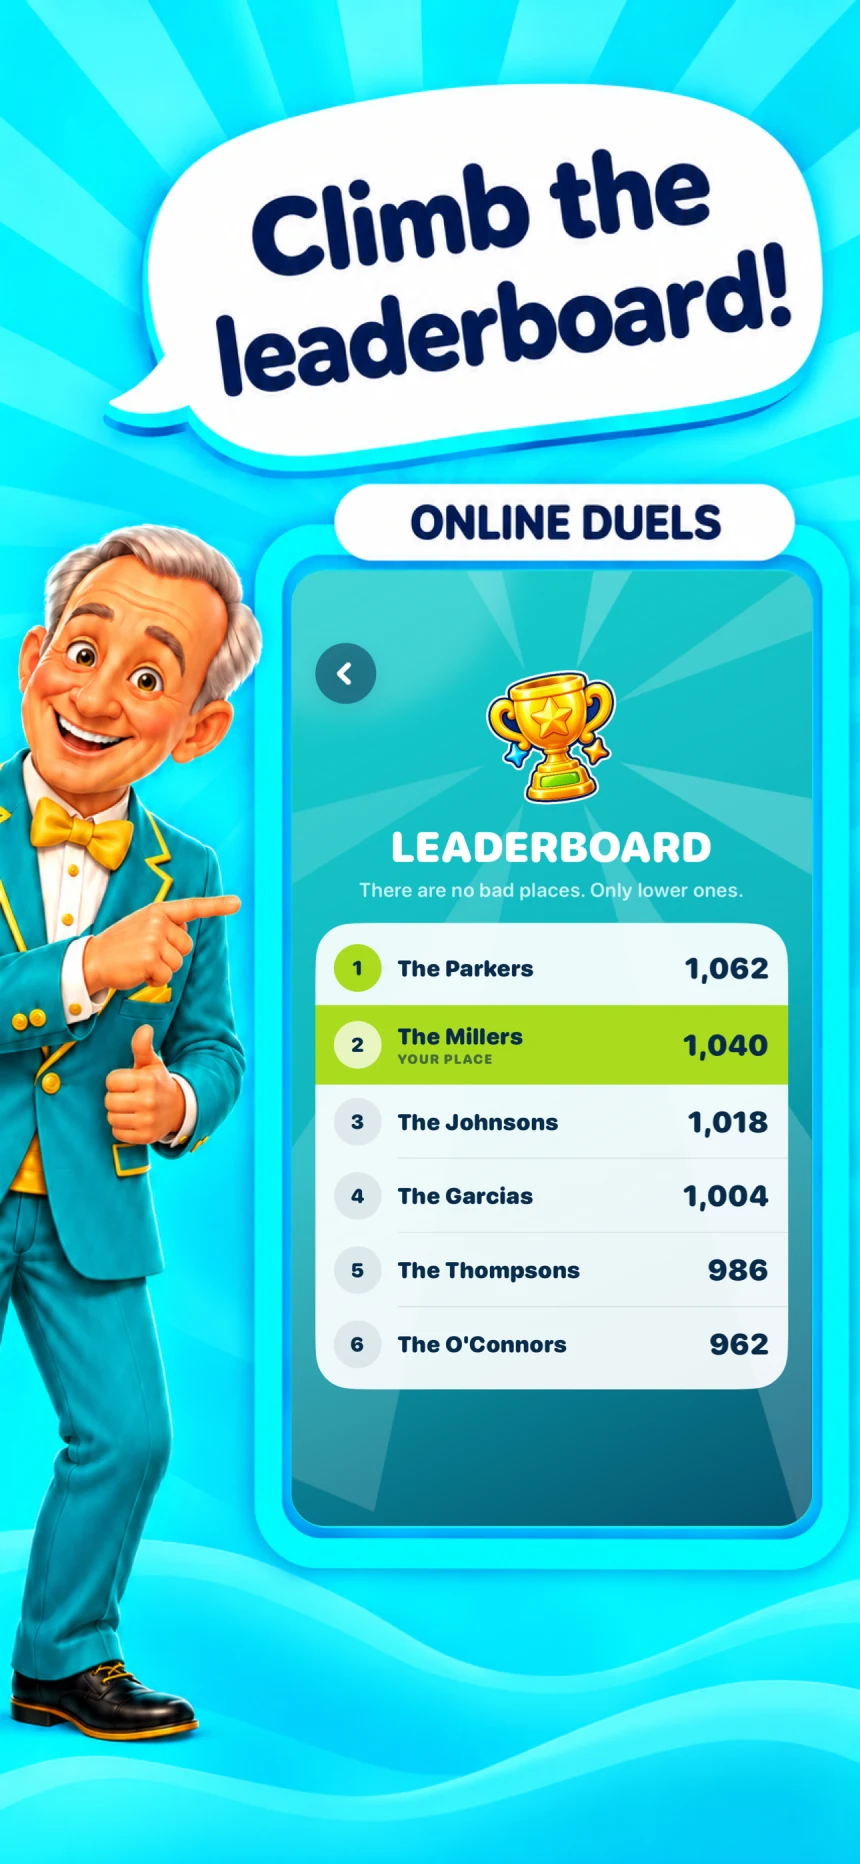 Climb the
leaderboard!
ONLINE DUELS
LEADERBOARD
There are no bad places. Only lower ones.
1 The Parkers 1,062
2 The Millers 1,040
YOUR PLACE
3 The Johnsons 1,018
4 The Garcias 1,004
5 The Thompsons 986
6 The O'Connors 962